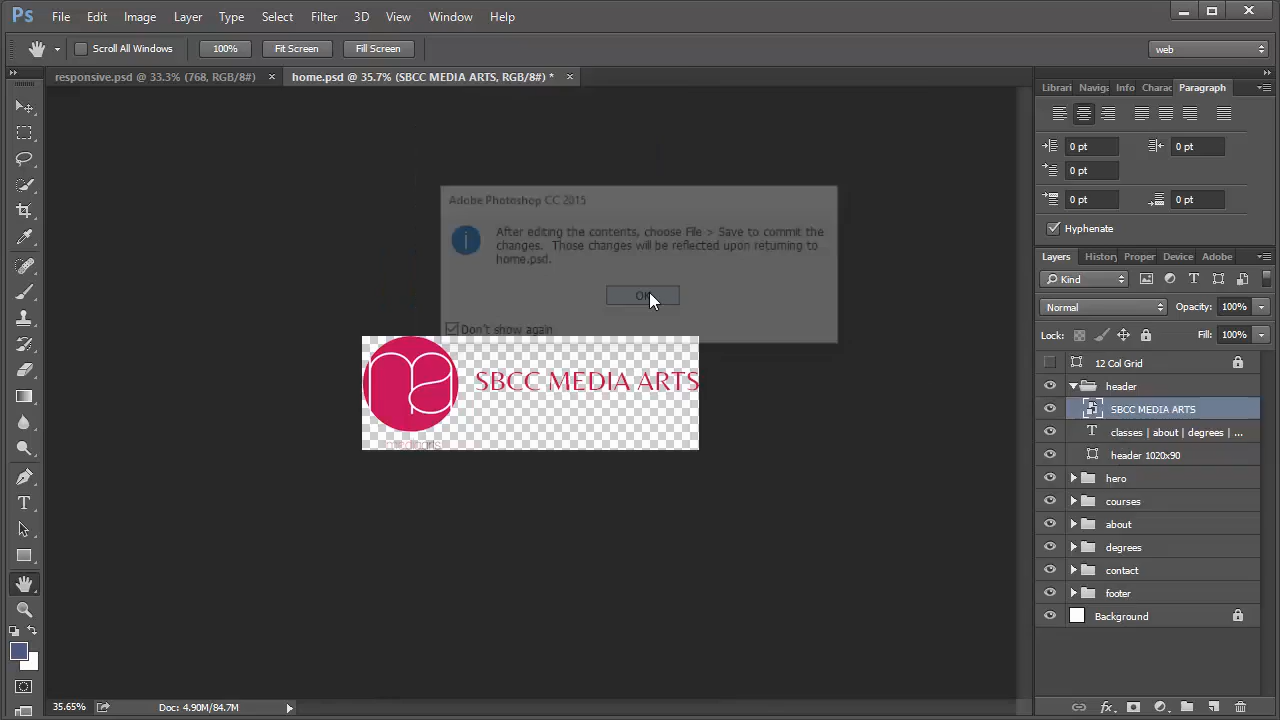 Ps File Edit Image Layer Type Select Filter 3D View Window Help
Scroll All Windows 100% Fit Screen Fill Screen web
responsive.psd @ 33.3% (768, RGB/8#) × home.psd @ 35.7% (SBCC MEDIA ARTS, RGB/8#) * ×
Librari Naviga Info Charac Paragraph
0 pt 0 pt
0 pt
0 pt 0 pt
Hyphenate
Adobe Photoshop CC 2015
After editing the contents, choose File > Save to commit the
changes. Those changes will be reflected upon returning to
home.psd.
OK
Don't show again
SBCC MEDIA ARTS
mediaarts
Layers History Proper Device Adobe
Kind
Normal Opacity: 100%
Lock: Fill: 100%
12 Col Grid
header
SBCC MEDIA ARTS
classes | about | degrees | ...
header 1020x90
hero
courses
about
degrees
contact
footer
Background
35.65% Doc: 4.90M/84.7M